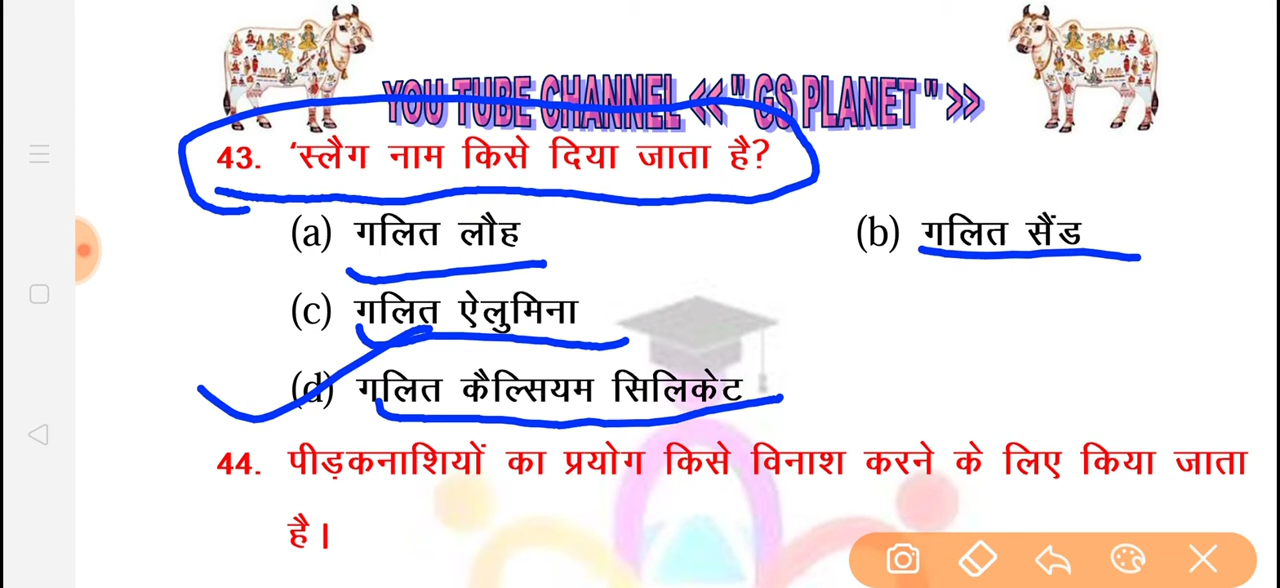 YOU TUBE CHANNEL <<" GS PLANET ">>
43. ‘स्लैग नाम किसे दिया जाता है?
(a) गलित लौह (b) गलित सैंड
(c) गलित ऐलुमिना
(d) गलित कैल्सियम सिलिकेट
44. पीड़कनाशियों का प्रयोग किसे विनाश करने के लिए किया जाता
है।